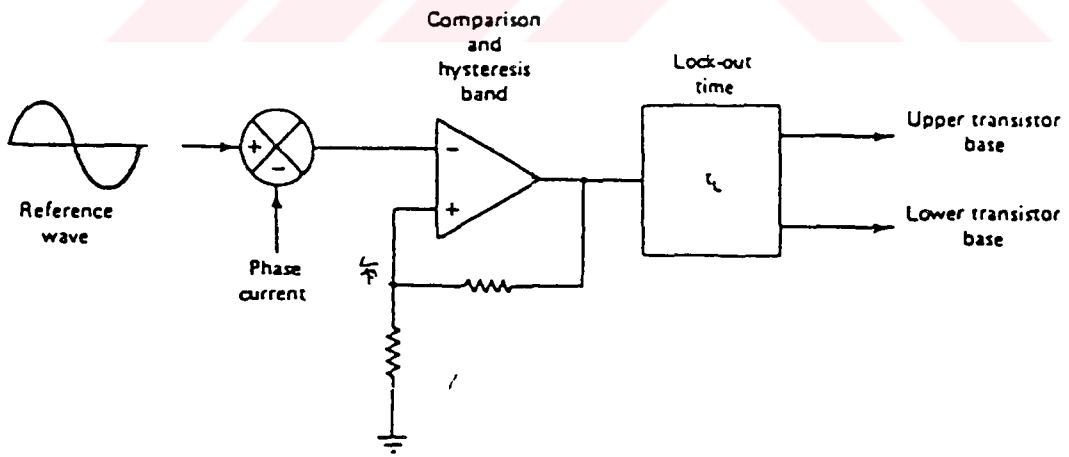 Comparison
and
hysteresis
band
Lock-out
time
Upper transistor
base
+
-
-
+
Reference
wave
Phase
current
Lower transistor
base